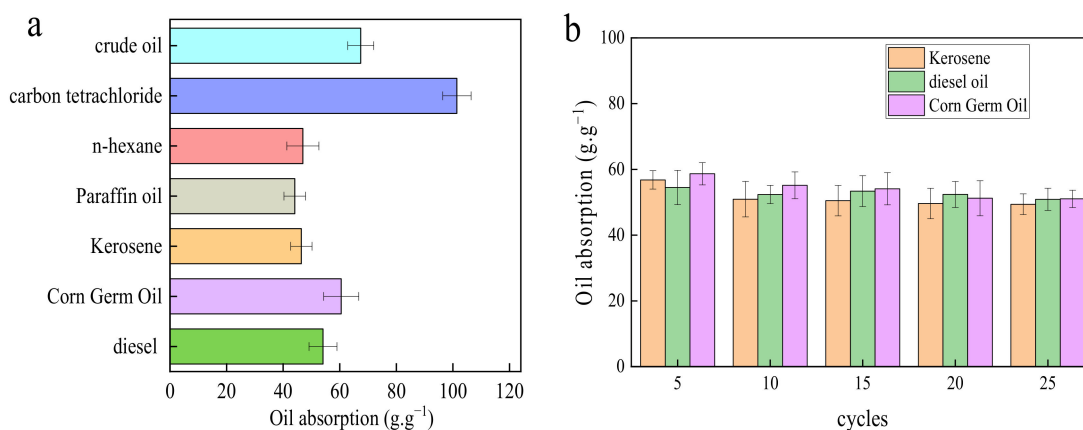 a
crude oil
carbon tetrachloride
n-hexane
Paraffin oil
Kerosene
Corn Germ Oil
diesel
0 20 40 60 80 100 120
Oil absorption (g.g⁻¹)
b
100
80
60
40
20
0
Oil absorption (g.g⁻¹)
Kerosene
diesel oil
Corn Germ Oil
5 10 15 20 25
cycles